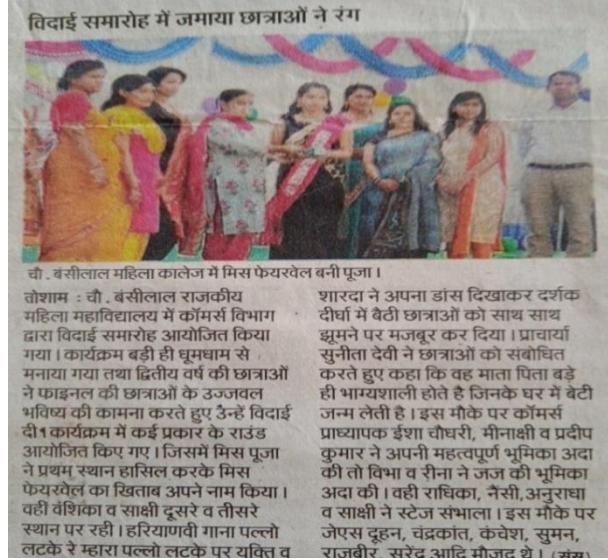 विदाई समारोह में जमाया छात्राओं ने रंग
चौ . बंसीलाल महिला कालेज में मिस फेयरवेल बनी पूजा ।
तोशाम : चौ . बंसीलाल राजकीय
महिला महाविद्यालय में कॉमर्स विभाग
द्वारा विदाई समारोह आयोजित किया
गया । कार्यक्रम बड़ी ही धूमधाम से
मनाया गया तथा द्वितीय वर्ष की छात्राओं
ने फाइनल की छात्राओं के उज्जवल
भविष्य की कामना करते हुए उन्हें विदाई
दी१ कार्यक्रम में कई प्रकार के राउंड
आयोजित किए गए । जिसमें मिस पूजा
ने प्रथम स्थान हासिल करके मिस
फेयरवेल का खिताब अपने नाम किया ।
वही वंशिका व साक्षी दूसरे व तीसरे
स्थान पर रही । हरियाणवी गाना पल्लो
लटके रे म्हारा पल्लो लटके पर युक्ति व
शारदा ने अपना डांस दिखाकर दर्शक
दीर्घा में बैठी छात्राओं को साथ साथ
झूमने पर मजबूर कर दिया । प्राचार्या
सुनीता देवी ने छात्राओं को संबोधित
करते हुए कहा कि वह माता पिता बड़े
ही भाग्यशाली होते है जिनके घर में बेटी
जन्म लेती है । इस मौके पर कॉमर्स
प्राध्यापक ईशा चौधरी, मीनाक्षी व प्रदीप
कुमार ने अपनी महत्वपूर्ण भूमिका अदा
की तो विभा व रीना ने जज की भूमिका
अदा की । वही राधिका, नैंसी,अनुराधा
व साक्षी ने स्टेज संभाला । इस मौके पर
जेएस दूहन, चंद्रकांत, कंचेश, सुमन,
राजबीर, सुरेंद्र आदि मौजूद थे । (संस)